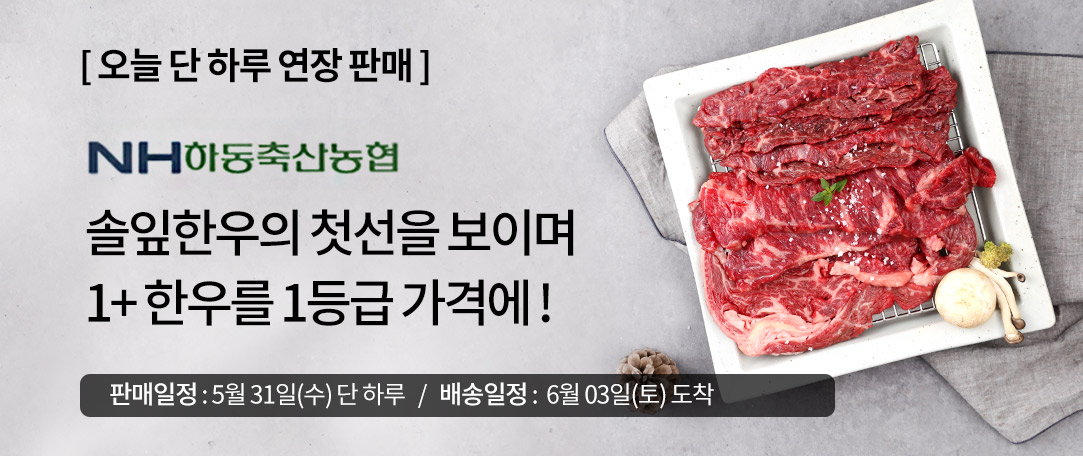 [ 오늘 단 하루 연장 판매 ]
NH하동축산농협
솔잎한우의 첫선을 보이며
1+ 한우를 1등급 가격에 !
판매일정 : 5월 31일(수) 단 하루 / 배송일정 : 6월 03일(토) 도착